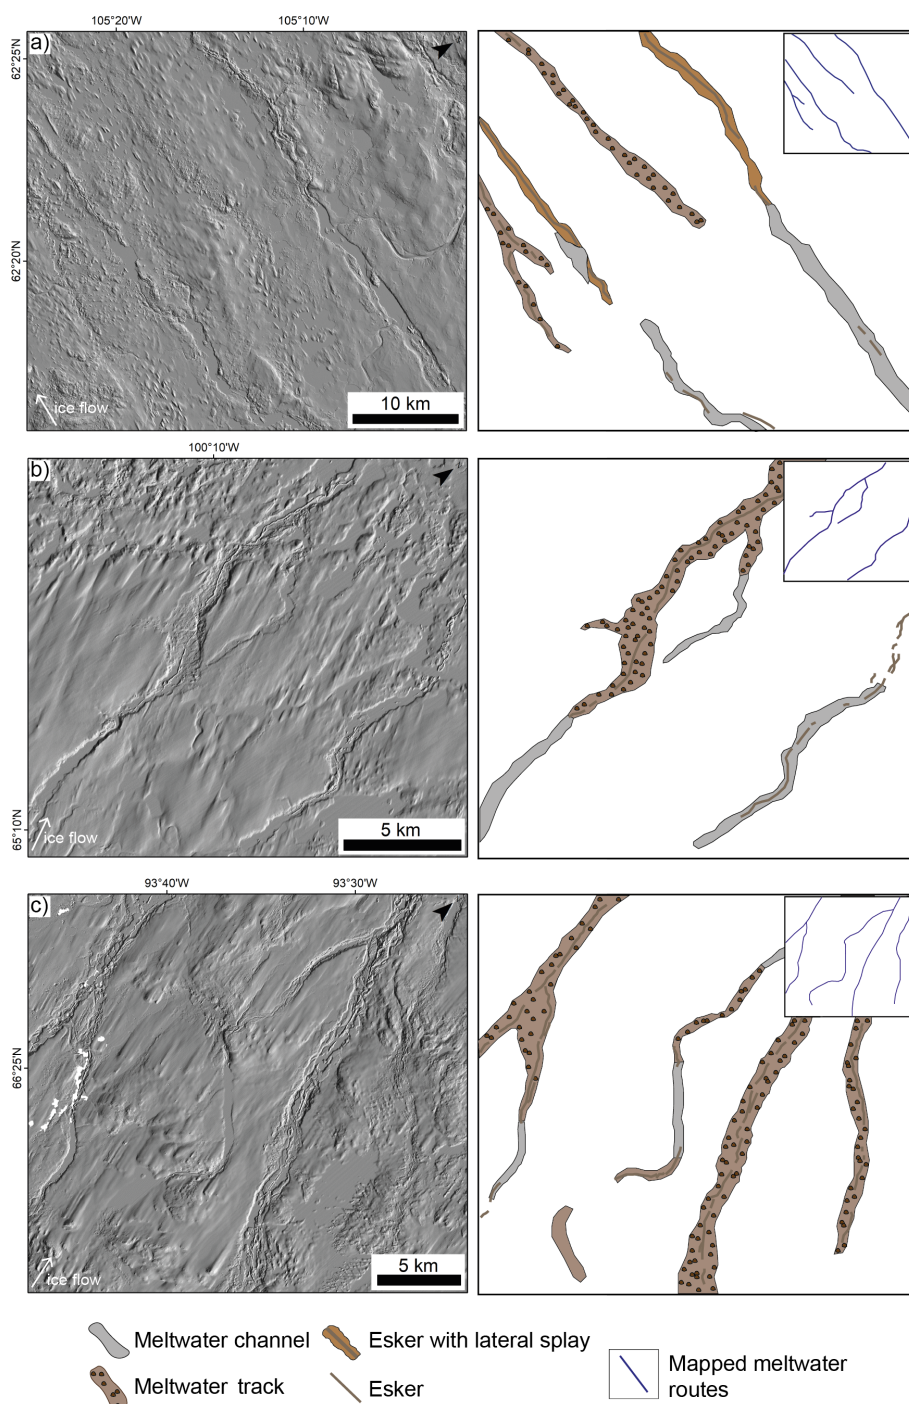 105°20'W 105°10'W
a)
62°25'N
62°20'N
ice flow
10 km
100°10'W
b)
65°10'N
ice flow
5 km
93°40'W 93°30'W
c)
66°25'N
ice flow
5 km
Meltwater channel
Esker with lateral splay
Meltwater track
Esker
Mapped meltwater
routes